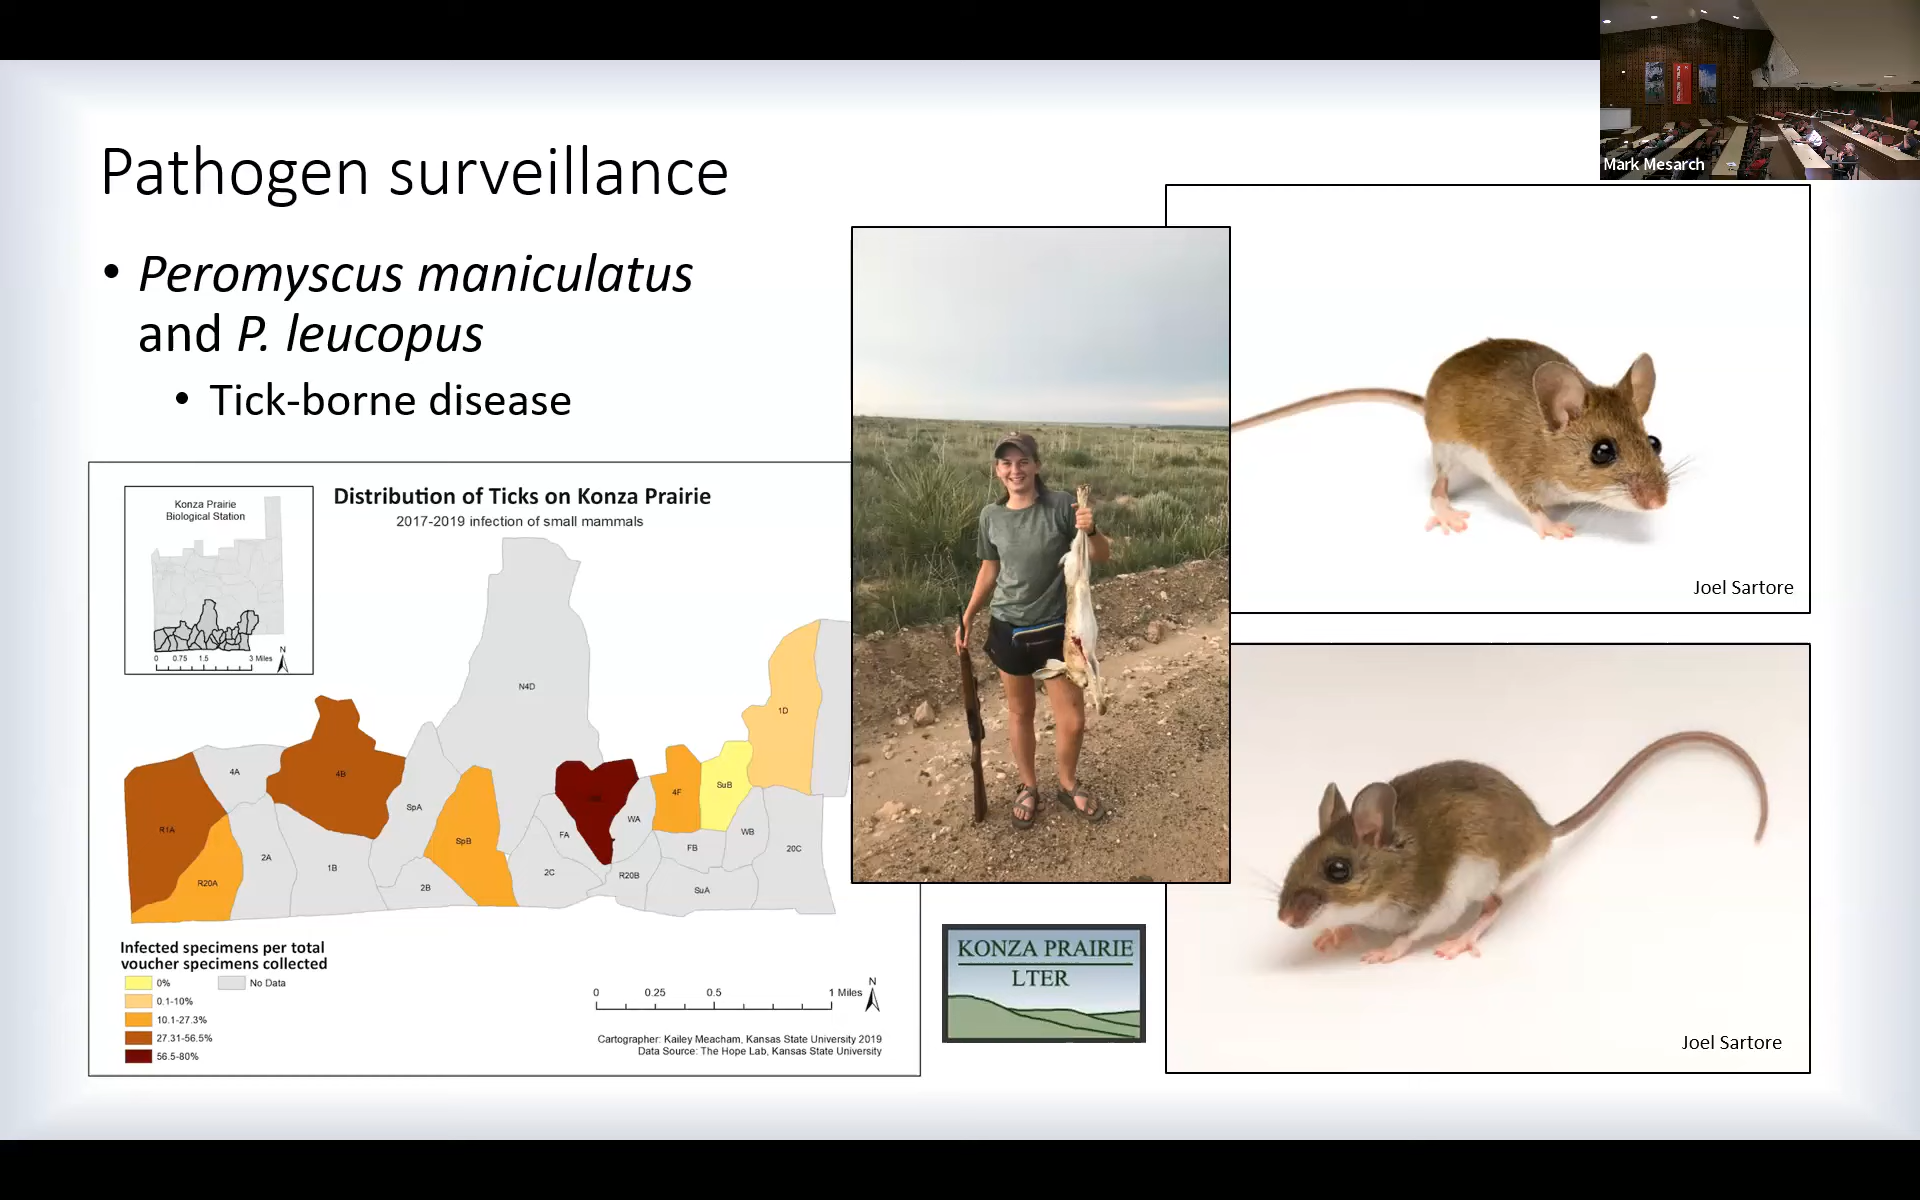 Mark Mesarch
Pathogen surveillance
• Peromyscus maniculatus
and P. leucopus
• Tick-borne disease
Distribution of Ticks on Konza Prairie
2017-2019 infection of small mammals
Konza Prairie
Biological Station
N
0 0.75 1.5 3 Miles
N4D
1D
4A
4B
SpA
SpB
R1A
R20A
2A
1B
2B
2C
FA
WA
R20B
4F
SuB
FB
WB
SuA
20C
Infected specimens per total
voucher specimens collected
0%
No Data
0.1-10%
10.1-27.3%
27.31-56.5%
56.5-80%
N
0 0.25 0.5 1 Miles
Cartographer: Kailey Meacham, Kansas State University 2019
Data Source: The Hope Lab, Kansas State University
KONZA PRAIRIE
LTER
Joel Sartore
Joel Sartore